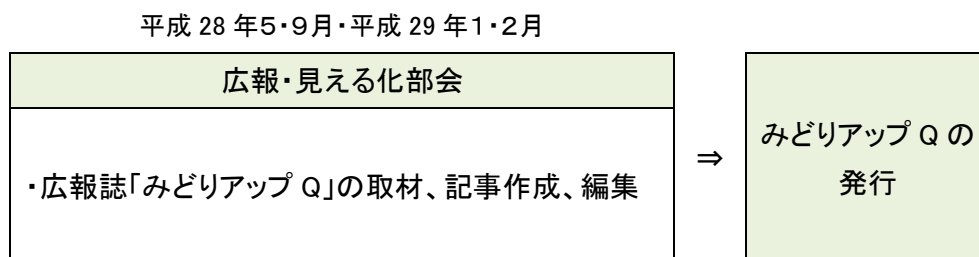 平成 28 年5・9月・平成 29 年1・2月
広報・見える化部会
・広報誌「みどりアップ Q」の取材、記事作成、編集
⇒
みどりアップ Q の
発行